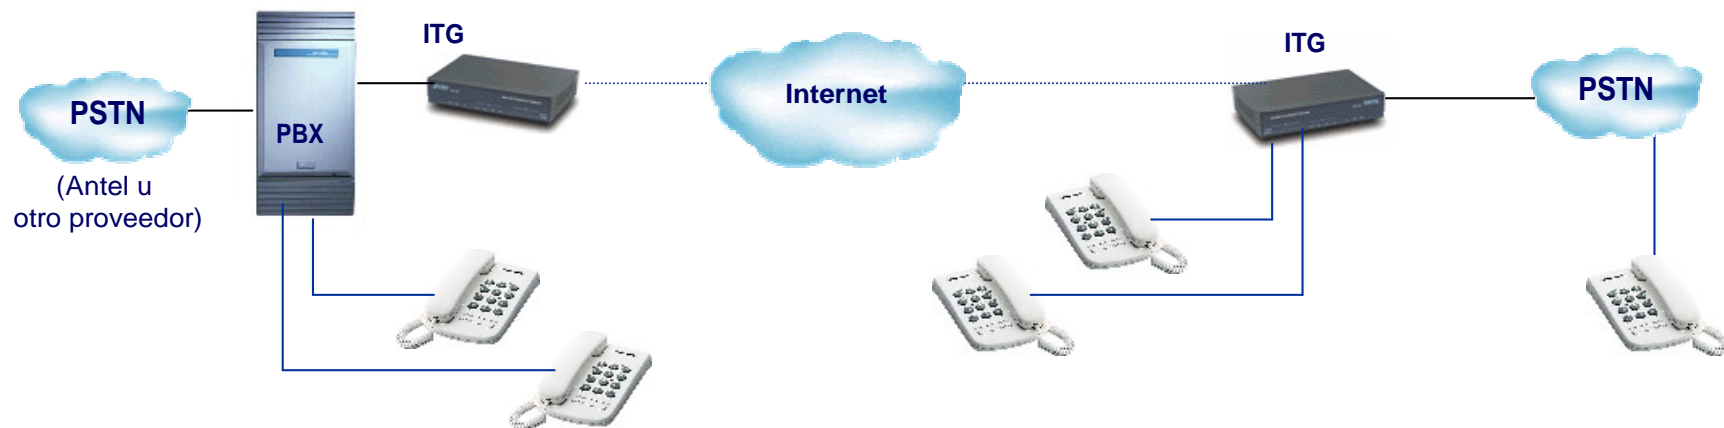 ITG
ITG
PSTN
PBX
Internet
PSTN
(Antel u
otro proveedor)